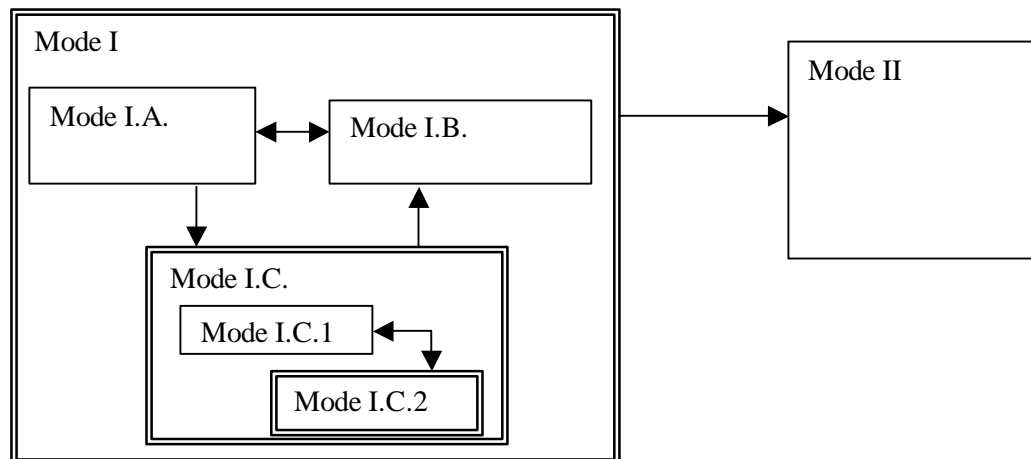 Mode I
Mode II
Mode I.A.
Mode I.B.
Mode I.C.
Mode I.C.1
Mode I.C.2